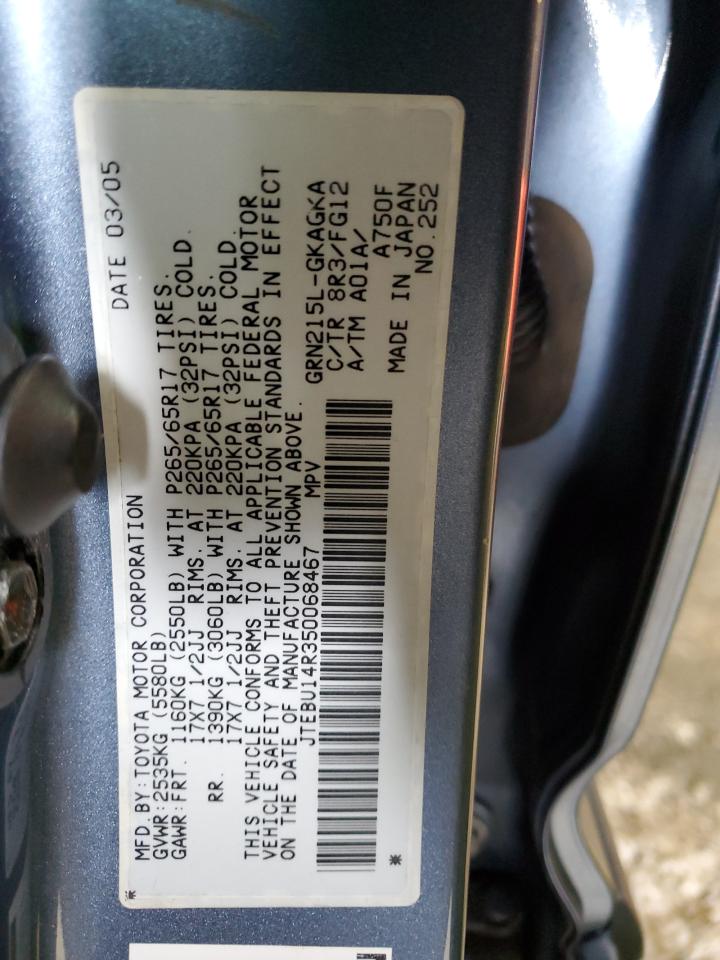 DATE 03/05
MFD. BY: TOYOTA MOTOR CORPORATION
GVWR: 2535KG (5580LB)
GAWR: FRT. 1160KG (2550LB) WITH P265/65R17 TIRES.
17X7 1/2JJ RIMS. AT 220KPA (32PSI) COLD.
RR. 1390KG (3060LB) WITH P265/65R17 TIRES.
17X7 1/2JJ RIMS. AT 220KPA (32PSI) COLD.
THIS VEHICLE CONFORMS TO ALL APPLICABLE FEDERAL MOTOR
VEHICLE SAFETY AND THEFT PREVENTION STANDARDS IN EFFECT
ON THE DATE OF MANUFACTURE SHOWN ABOVE.
JTEBU14R350068467 MPV
GRN215L-GKAGKA
C/TR 8R3/FG12
A/TM A01A/
A750F
MADE IN JAPAN
NO.252